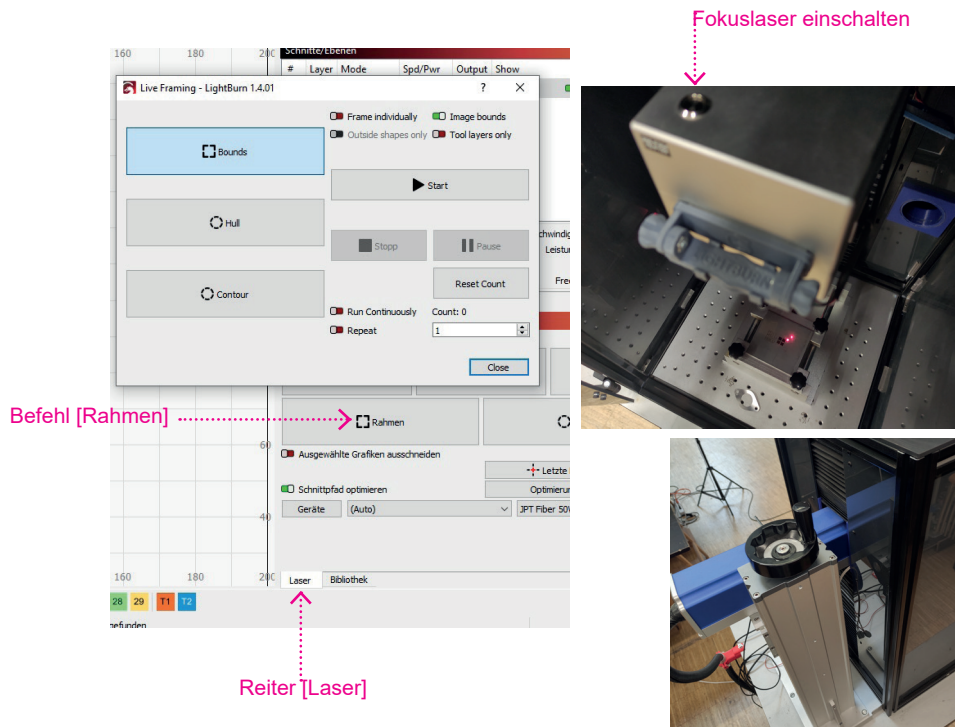 Fokuslaser einschalten
160 180 200
Schnitte/Ebenen
# Layer Mode Spd/Pwr Output Show
Live Framing - LightBurn 1.4.01 ? ×
Frame individually Image bounds
Outside shapes only Tool layers only
Bounds
Start
Hull
Stopp Pause
Contour
Reset Count
Run Continuously Count: 0
Repeat 1
Close
Befehl [Rahmen]
Rahmen
60
Ausgewählte Grafiken ausschneiden
Letzte
Schnittpfad optimieren
40
Geräte (Auto) JPT Fiber 50W
160 180 200
Laser Bibliothek
28 29 T1 T2
Reiter [Laser]